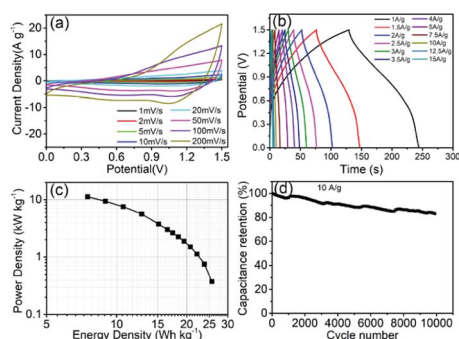 (a)
Current Density(A g⁻¹)
20
10
0
-10
-20
1mV/s 20mV/s
2mV/s 50mV/s
5mV/s 100mV/s
10mV/s 200mV/s
0.0 0.3 0.6 0.9 1.2 1.5
Potential(V)
(b)
Potential (V)
1.5
1.2
0.9
0.6
0.3
0.0
1A/g 4A/g
1.5A/g 5A/g
2A/g 7.5A/g
2.5A/g 10A/g
3A/g 12.5A/g
3.5A/g 15A/g
0 50 100 150 200 250 300
Time (s)
(c)
Power Density (kW kg⁻¹)
10
1
0.1
5 10 15 20 25 30
Energy Density (Wh kg⁻¹)
(d)
10 A/g
Capacitance retention (%)
100
80
60
40
20
0
0 2000 4000 6000 8000 10000
Cycle number